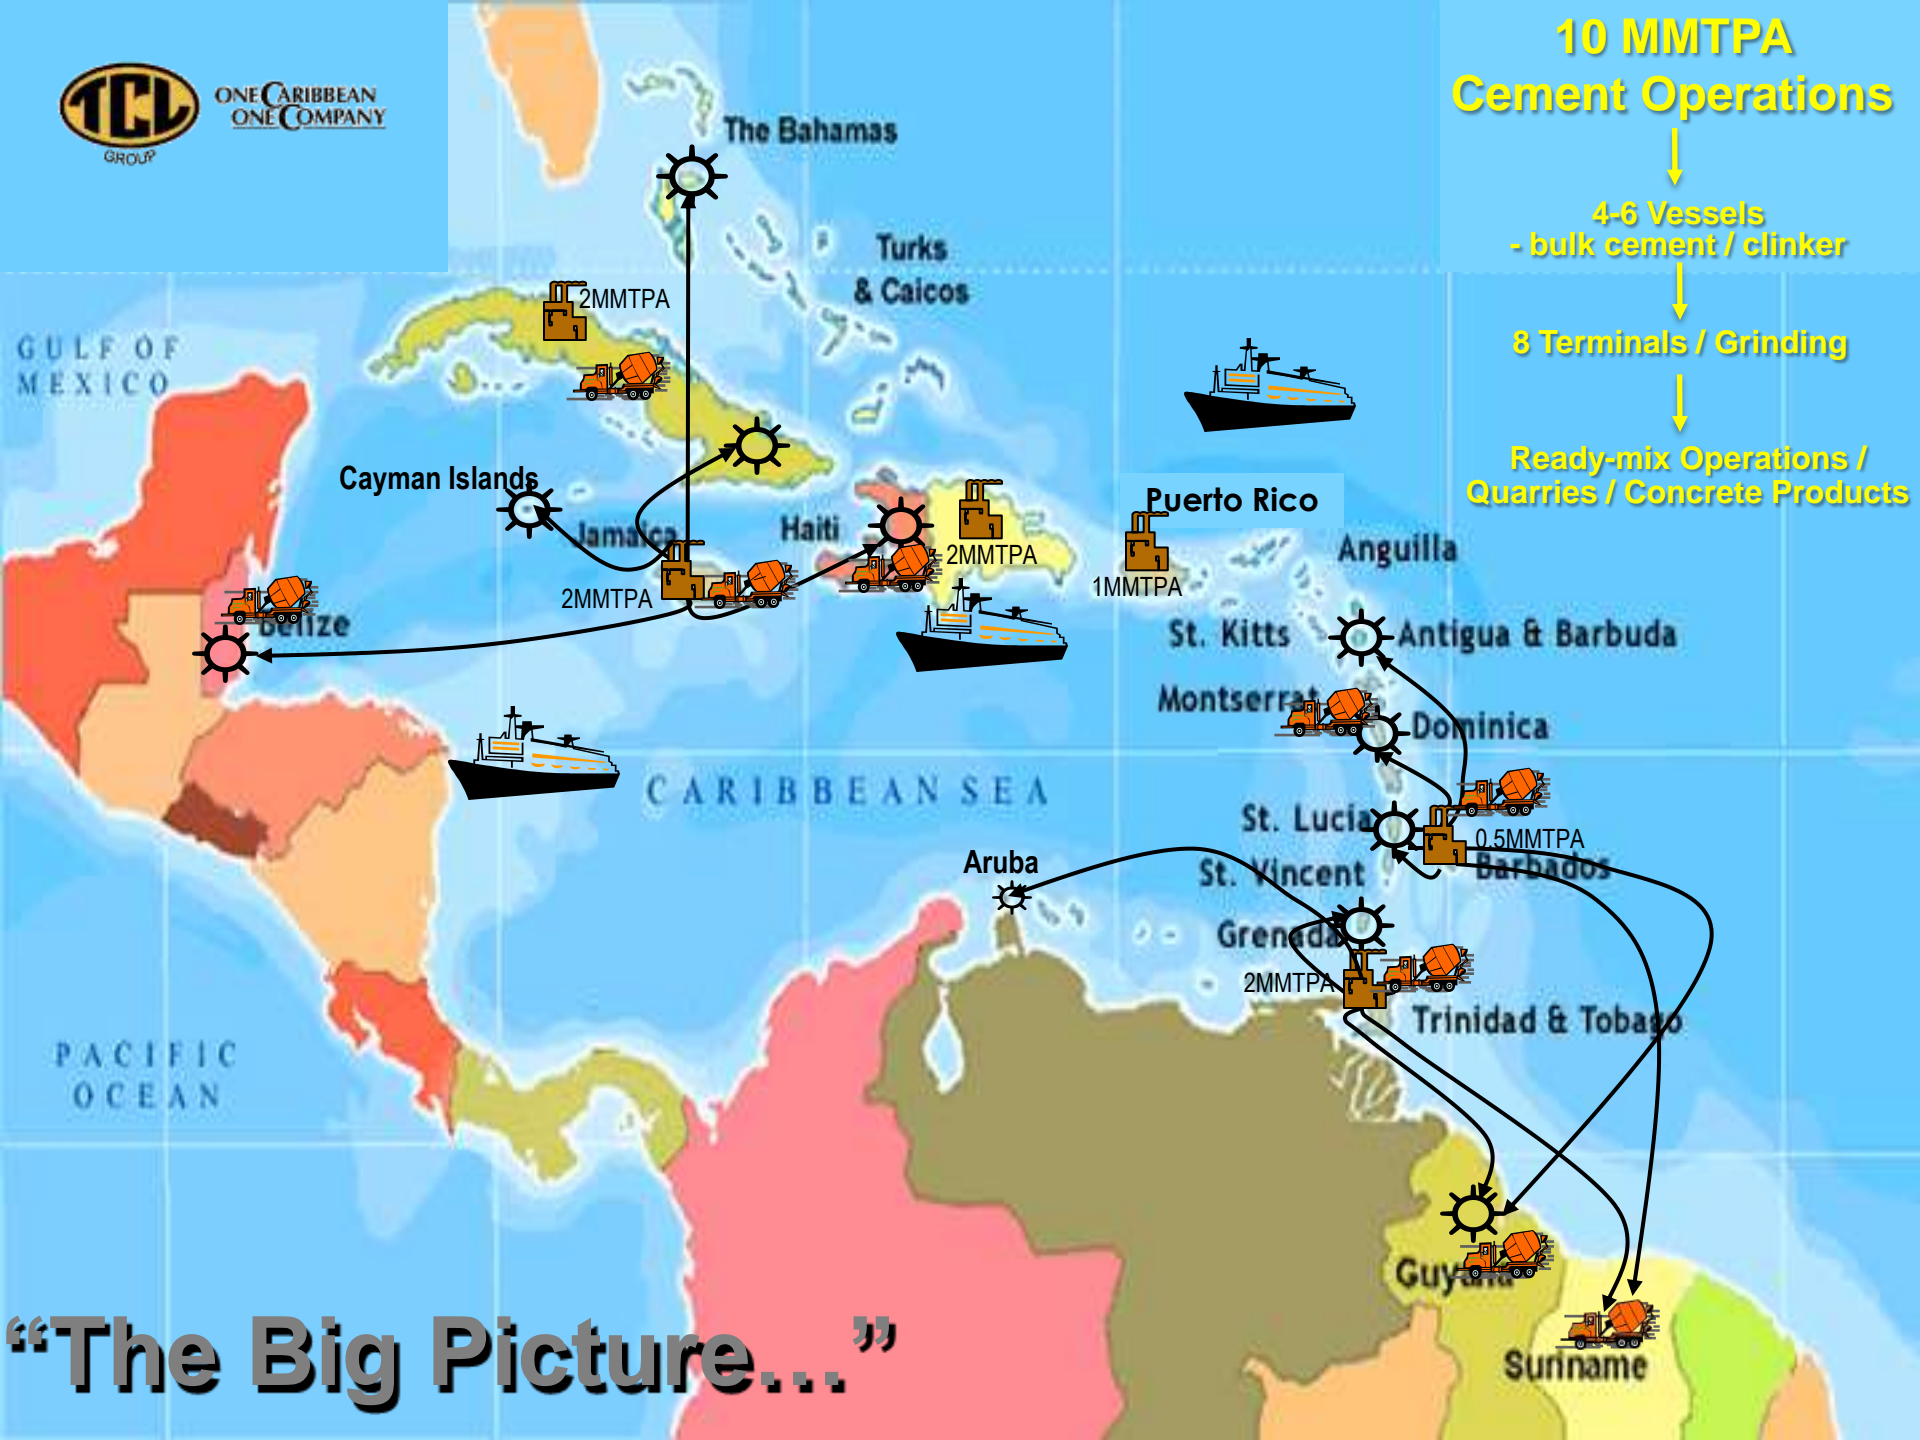 TCL
GROUP
ONE CARIBBEAN
ONE COMPANY
10 MMTPA
Cement Operations
4-6 Vessels
- bulk cement / clinker
8 Terminals / Grinding
Ready-mix Operations /
Quarries / Concrete Products
The Bahamas
Turks
& Caicos
2MMTPA
GULF OF
MEXICO
Cayman Islands
Jamaica
2MMTPA
Haiti
2MMTPA
Puerto Rico
1MMTPA
Anguilla
Belize
St. Kitts
Antigua & Barbuda
Montserrat
Dominica
CARIBBEAN SEA
St. Lucia
0.5MMTPA
Barbados
Aruba
St. Vincent
Grenada
2MMTPA
Trinidad & Tobago
PACIFIC
OCEAN
Guyana
Suriname
“The Big Picture...”